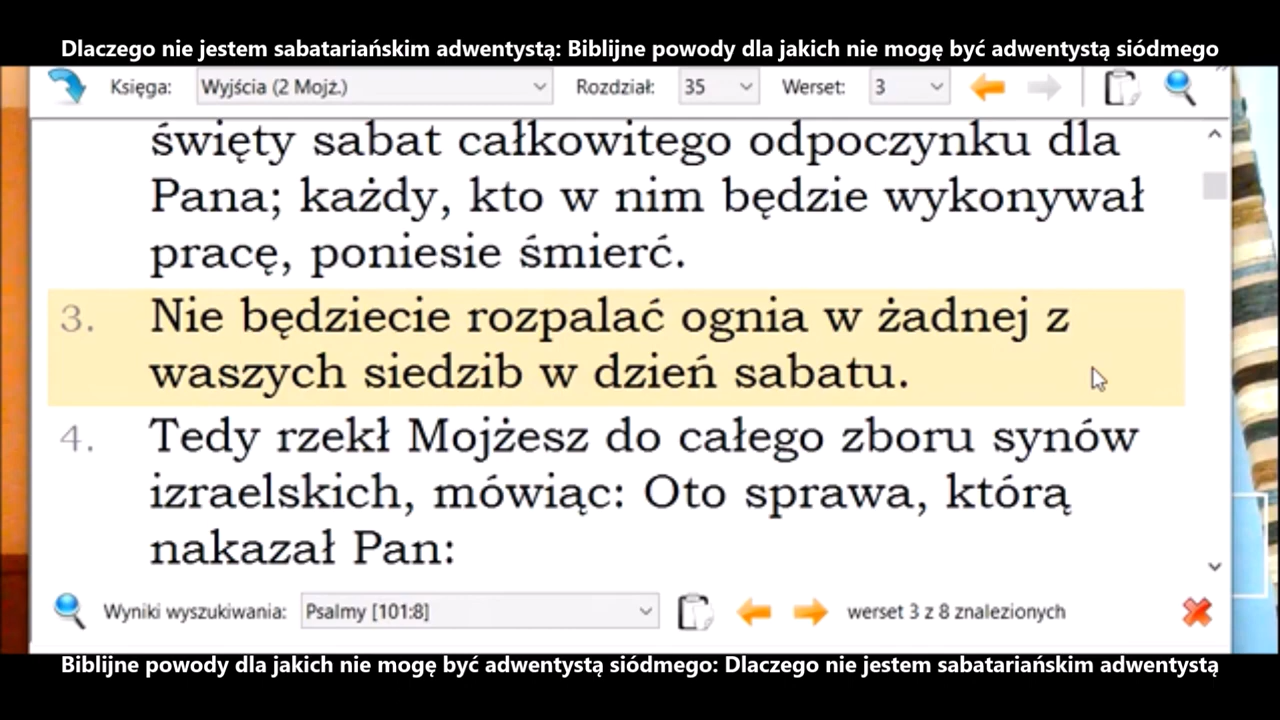 Dlaczego nie jestem sabatariańskim adwentystą: Biblijne powody dla jakich nie mogę być adwentystą siódmego
Księga: Wyjścia (2 Mojż.) Rozdział: 35 Werset: 3
święty sabat całkowitego odpoczynku dla
Pana; każdy, kto w nim będzie wykonywał
pracę, poniesie śmierć.
3. Nie będziecie rozpalać ognia w żadnej z
waszych siedzib w dzień sabatu.
4. Tedy rzekł Mojżesz do całego zboru synów
izraelskich, mówiąc: Oto sprawa, którą
nakazał Pan:
Wyniki wyszukiwania: Psalmy [101:8] werset 3 z 8 znalezionych
Biblijne powody dla jakich nie mogę być adwentystą siódmego: Dlaczego nie jestem sabatariańskim adwentystą